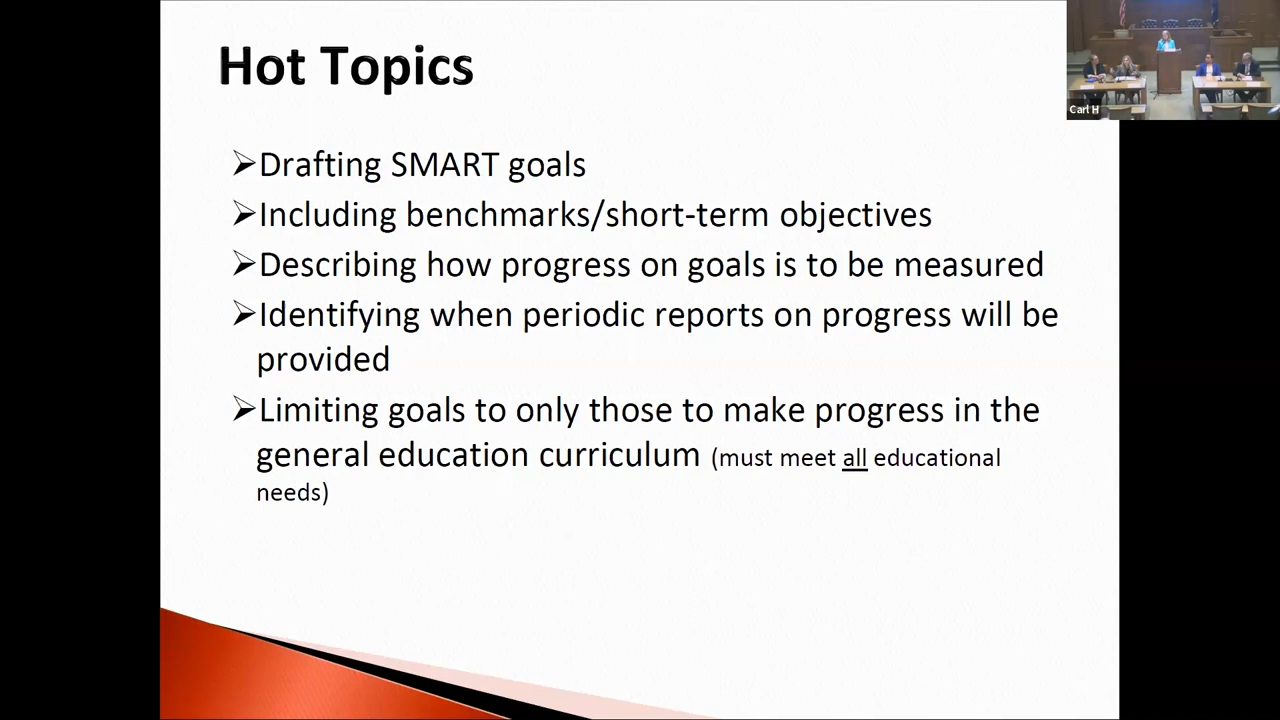 Hot Topics
➢Drafting SMART goals
➢Including benchmarks/short-term objectives
➢Describing how progress on goals is to be measured
➢Identifying when periodic reports on progress will be
provided
➢Limiting goals to only those to make progress in the
general education curriculum (must meet all educational
needs)
Carl H